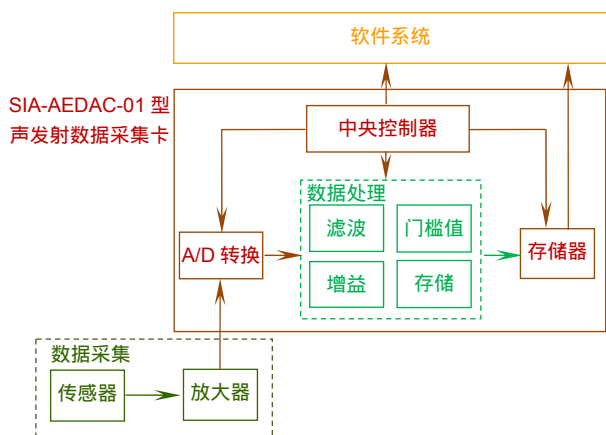 软件系统
SIA-AEDAC-01 型
声发射数据采集卡
中央控制器
数据处理
滤波
门槛值
A/D 转换
存储器
增益
存储
数据采集
传感器
放大器